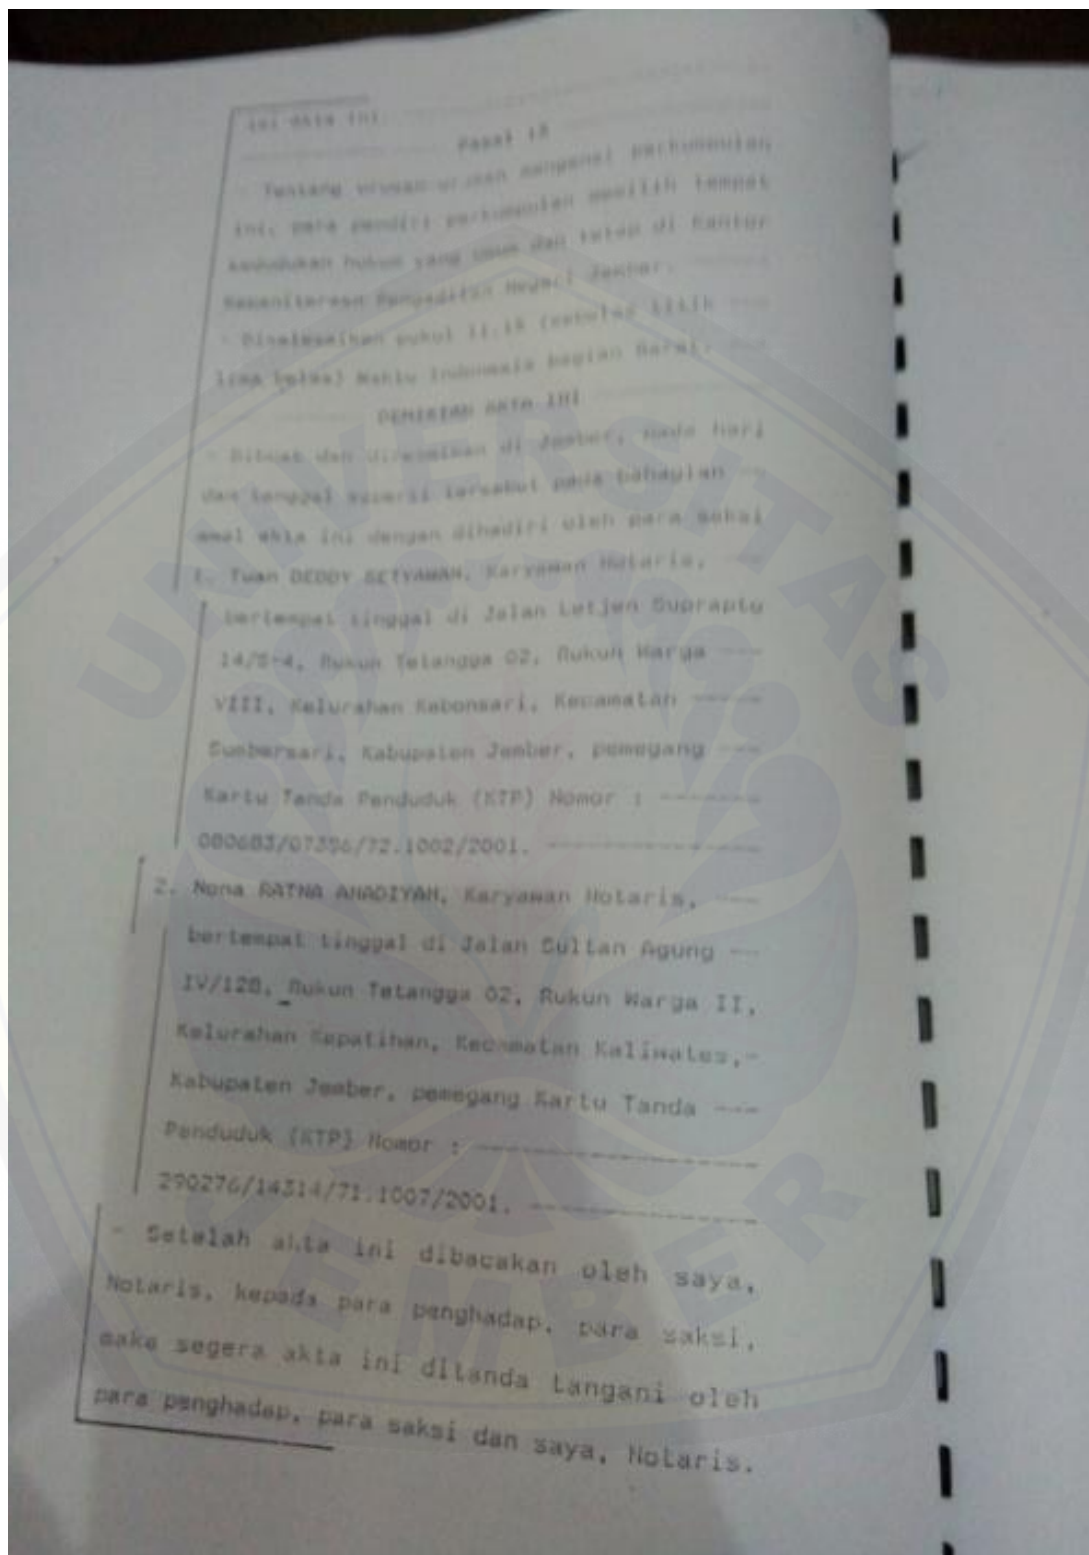 isi akta ini.
Pasal 18
- Tentang urusan-urusan mengenai perkumpulan
ini, para pendiri perkumpulan memilih tempat
kedudukan hukum yang umum dan tetap di Kantor
Kepaniteraan Pengadilan Negeri Jember.
- Diselesaikan pukul 11.15 (sebelas titik ---
lima belas) Waktu Indonesia bagian Barat. ---
DEMIKIAN AKTA INI
- Dibuat dan diresmikan di Jember, pada hari
dan tanggal seperti tersebut pada bahagian --
awal akta ini dengan dihadiri oleh para saksi
1. Tuan DEDDY SETYAWAN, Karyawan Notaris, ---
bertempat tinggal di Jalan Letjen Suprapto
14/S-4, Rukun Tetangga 02, Rukun Warga ----
VIII, Kelurahan Kebonsari, Kecamatan ------
Sumbersari, Kabupaten Jember, pemegang ----
Kartu Tanda Penduduk (KTP) Nomor : --------
080683/07386/72.1002/2001. ----------------
2. Nona RATNA ANADIYAH, Karyawan Notaris, ----
bertempat tinggal di Jalan Sultan Agung ---
IV/128, Rukun Tetangga 02, Rukun Warga II,
Kelurahan Kepatihan, Kecamatan Kaliwates,-
Kabupaten Jember, pemegang Kartu Tanda ----
Penduduk (KTP) Nomor : --------------------
290276/14314/71.1007/2001. ----------------
- Setelah akta ini dibacakan oleh saya,
Notaris, kepada para penghadap, para saksi,
maka segera akta ini ditanda tangani oleh
para penghadap, para saksi dan saya, Notaris.
UNIVERSITAS
JEMBER